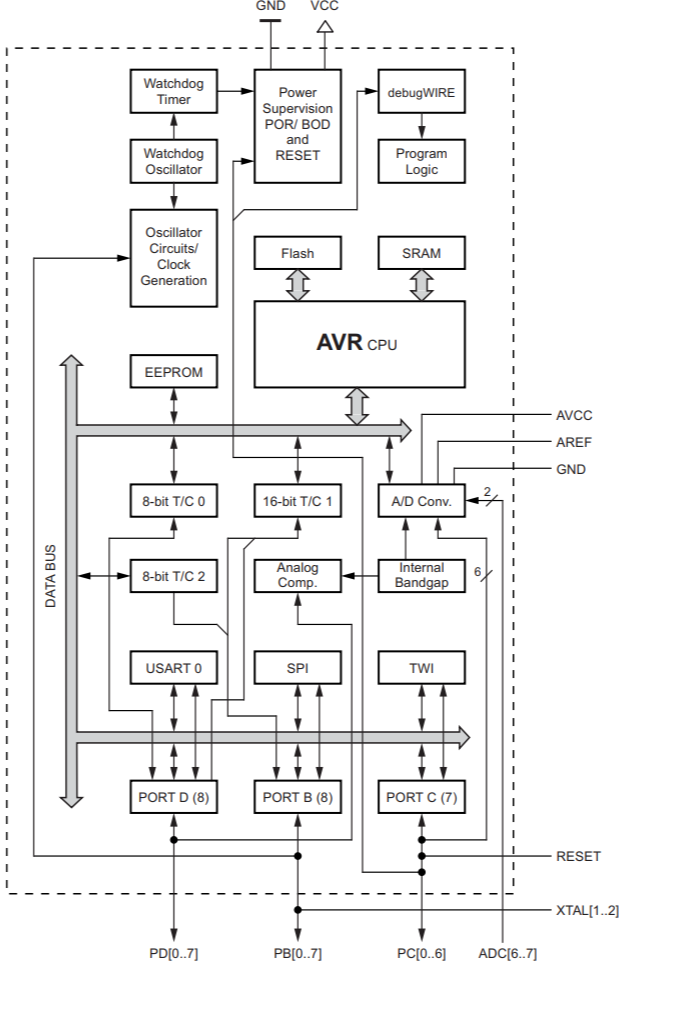 GND
VCC
Watchdog
Timer
Power
Supervision
POR/ BOD
and
RESET
debugWIRE
Watchdog
Oscillator
Program
Logic
Oscillator
Circuits/
Clock
Generation
Flash
SRAM
AVR CPU
EEPROM
AVCC
AREF
GND
8-bit T/C 0
16-bit T/C 1
A/D Conv.
2
DATA BUS
8-bit T/C 2
Analog
Comp.
Internal
Bandgap
6
USART 0
SPI
TWI
PORT D (8)
PORT B (8)
PORT C (7)
RESET
XTAL[1..2]
PD[0..7]
PB[0..7]
PC[0..6]
ADC[6..7]